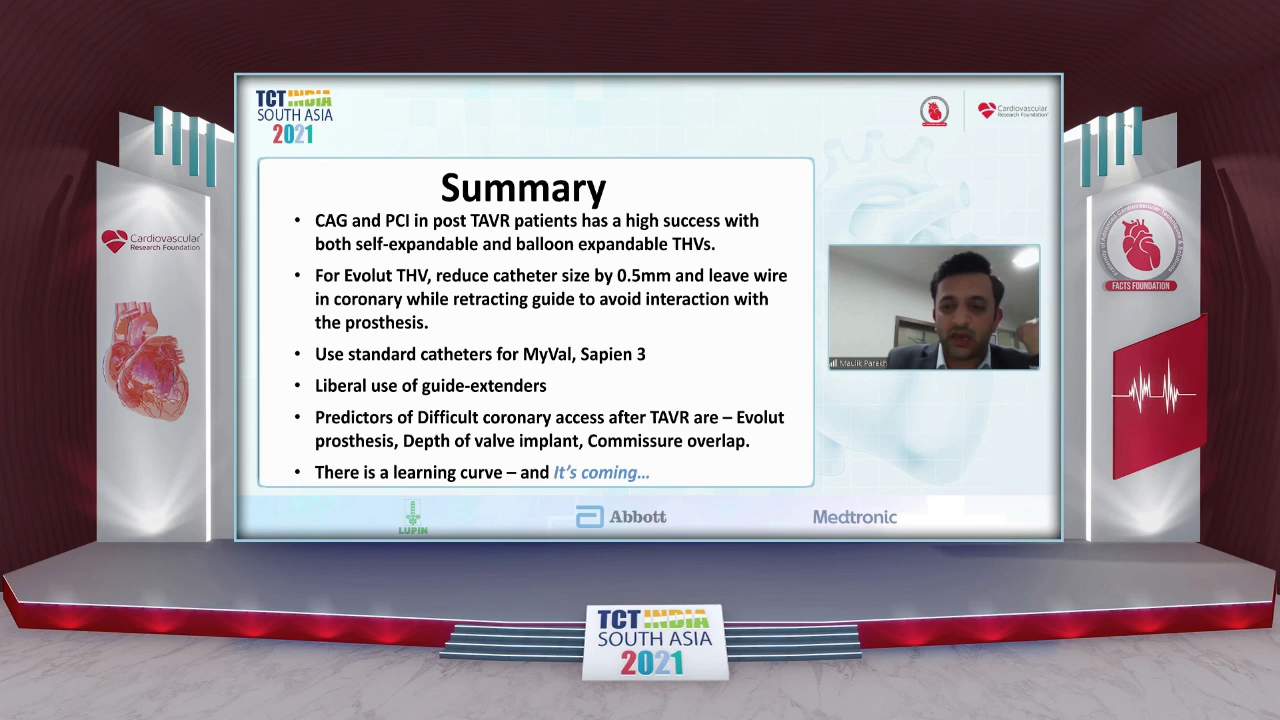 TCT INDIA
SOUTH ASIA
2021
Cardiovascular
Research Foundation
Summary
• CAG and PCI in post TAVR patients has a high success with
both self-expandable and balloon expandable THVs.
• For Evolut THV, reduce catheter size by 0.5mm and leave wire
in coronary while retracting guide to avoid interaction with
the prosthesis.
• Use standard catheters for MyVal, Sapien 3
• Liberal use of guide-extenders
• Predictors of Difficult coronary access after TAVR are – Evolut
prosthesis, Depth of valve implant, Commissure overlap.
• There is a learning curve – and It's coming…
Maulik Parekh
LUPIN
Abbott
Medtronic
Cardiovascular
Research Foundation
FACTS FOUNDATION
TCT INDIA
SOUTH ASIA
2021